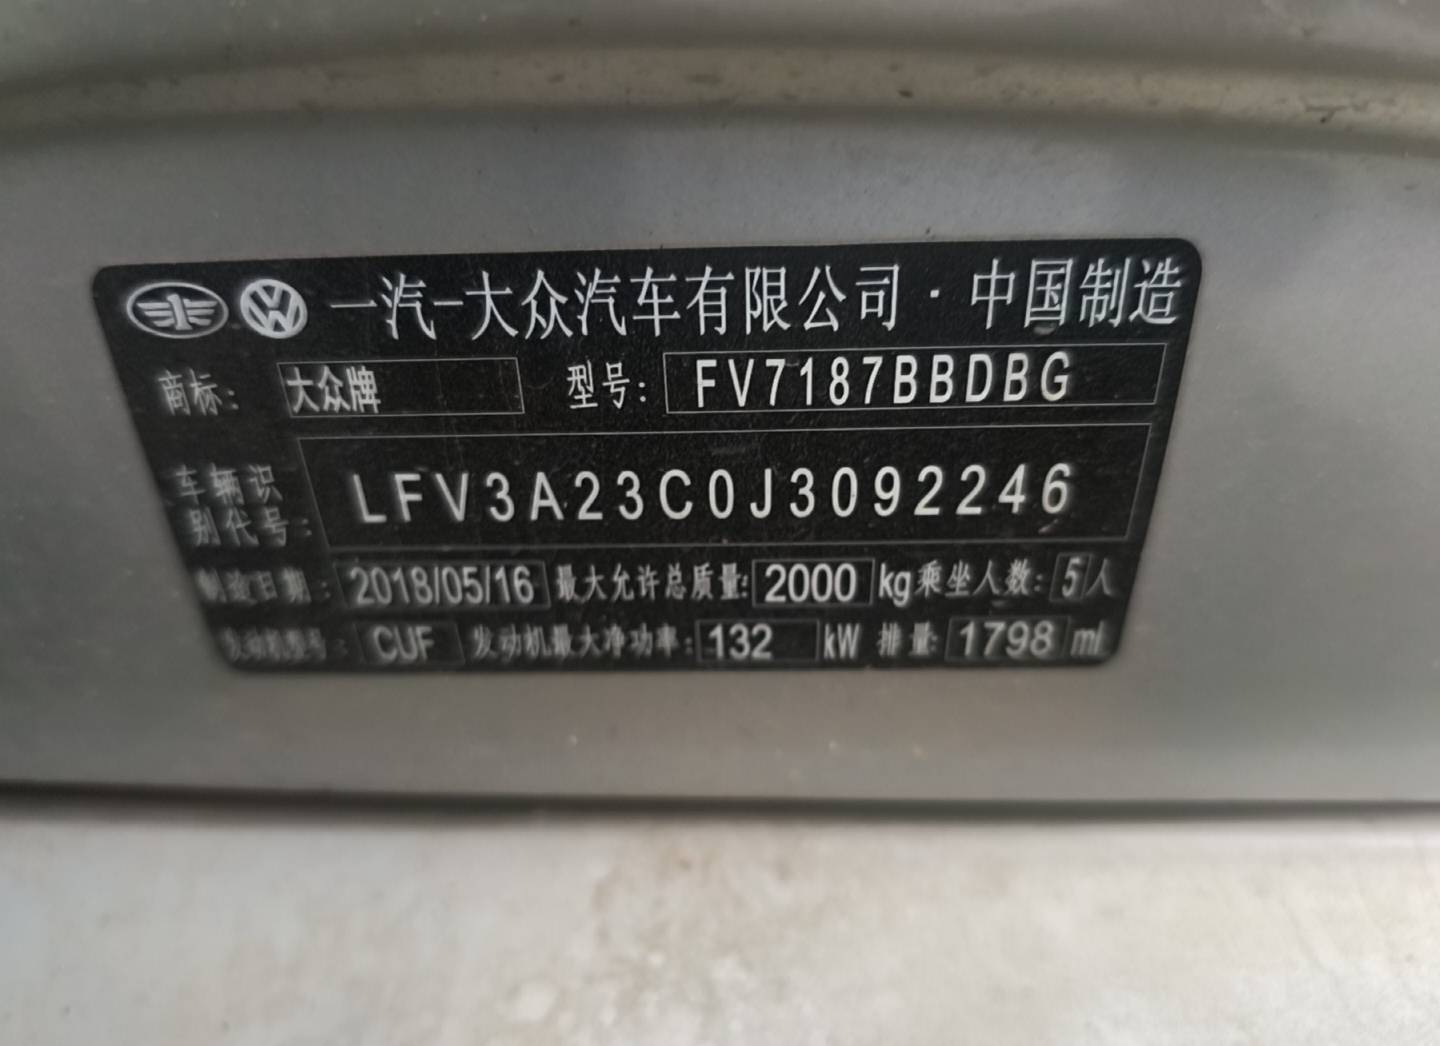 一汽-大众汽车有限公司·中国制造
商标: 大众牌 型号: FV7187BBDBG
车辆识别代号: LFV3A23C0J3092246
制造日期: 2018/05/16 最大允许总质量: 2000 kg 乘坐人数: 5 人
发动机型号: CUF 发动机最大净功率: 132 kW 排量: 1798 ml